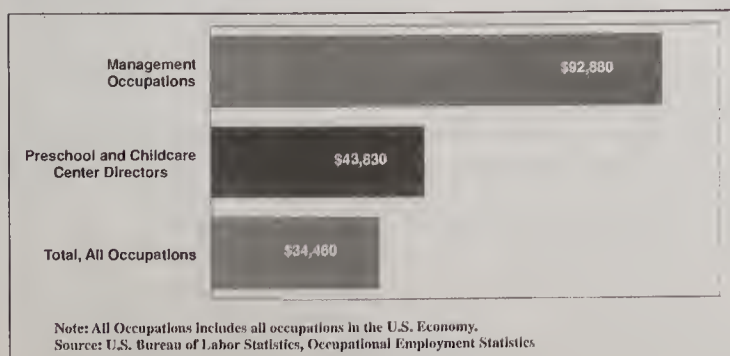 Management
Occupations
$92,880
Preschool and Childcare
Center Directors
$43,830
Total, All Occupations
$34,460
Note: All Occupations includes all occupations in the U.S. Economy.
Source: U.S. Bureau of Labor Statistics, Occupational Employment Statistics